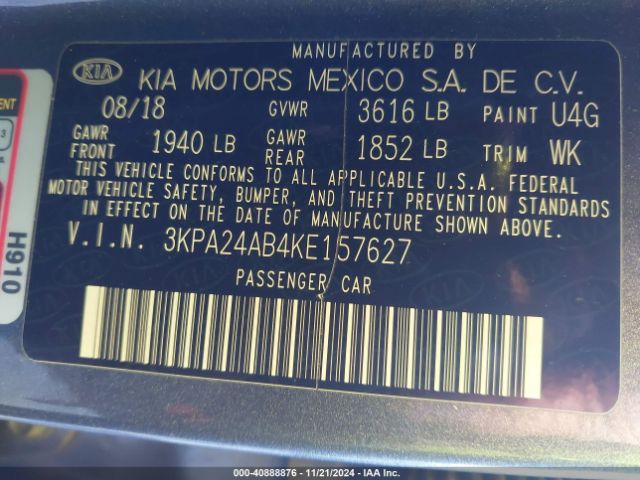 MANUFACTURED BY
KIA KIA MOTORS MEXICO S.A. DE C.V.
08/18 GVWR 3616 LB PAINT U4G
GAWR FRONT 1940 LB GAWR REAR 1852 LB TRIM WK
THIS VEHICLE CONFORMS TO ALL APPLICABLE U.S.A. FEDERAL
MOTOR VEHICLE SAFETY, BUMPER, AND THEFT PREVENTION STANDARDS
IN EFFECT ON THE DATE OF MANUFACTURE SHOWN ABOVE.
V.I.N. 3KPA24AB4KE157627
PASSENGER CAR
H910
000-40888876 - 11/21/2024 - IAA Inc.